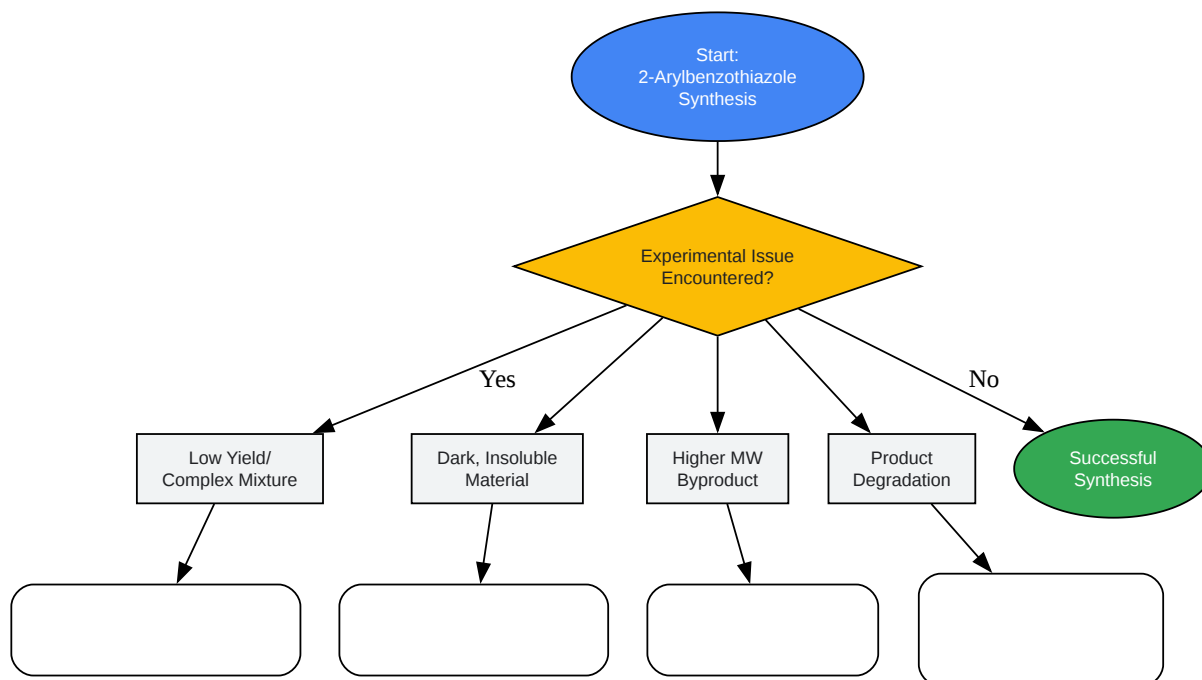 Start:
2-Arylbenzothiazole
Synthesis
Experimental Issue
Encountered?
Yes
No
Low Yield/
Complex Mixture
Dark, Insoluble
Material
Higher MW
Byproduct
Product
Degradation
Successful
Synthesis